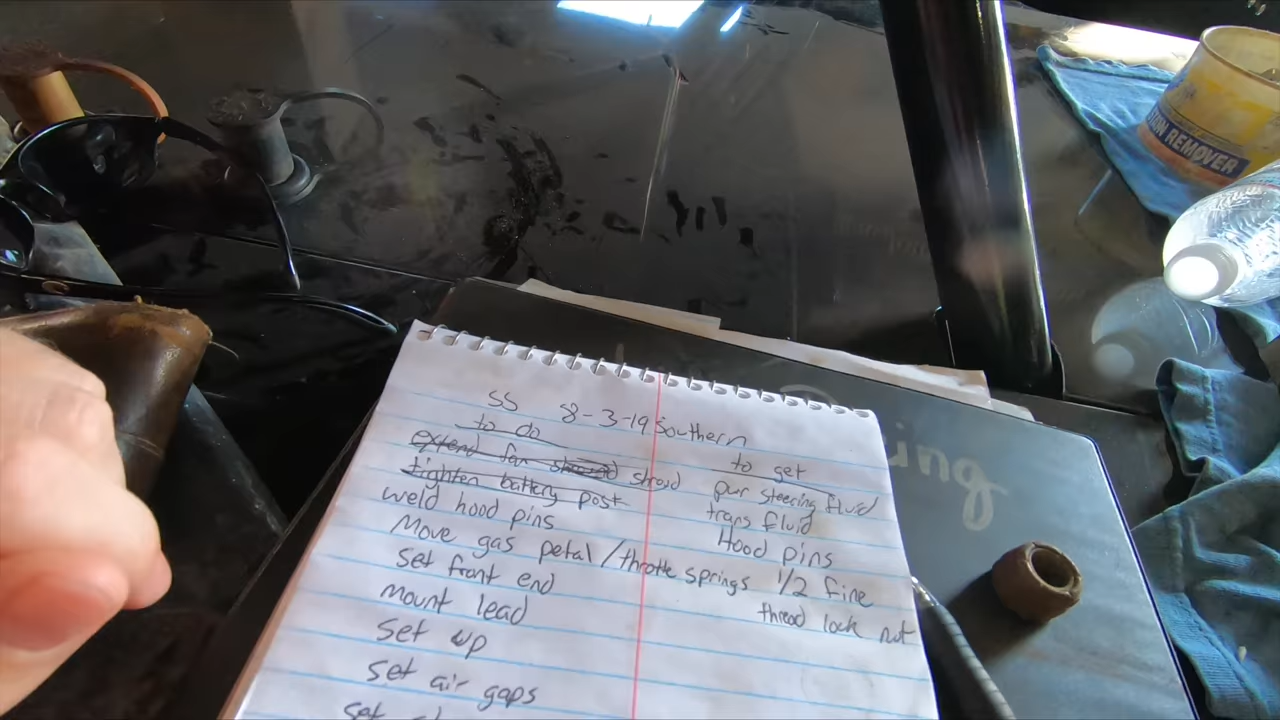 SS 8-3-19 Southern
to do
extend fan shroud
tighten battery post
weld hood pins
Move gas petal/throttle springs
set front end
mount lead
set up
set air gaps
set
to get
pwr steering fluid
trans fluid
Hood pins
1/2 fine
thread lock nut
ing
REMOVER